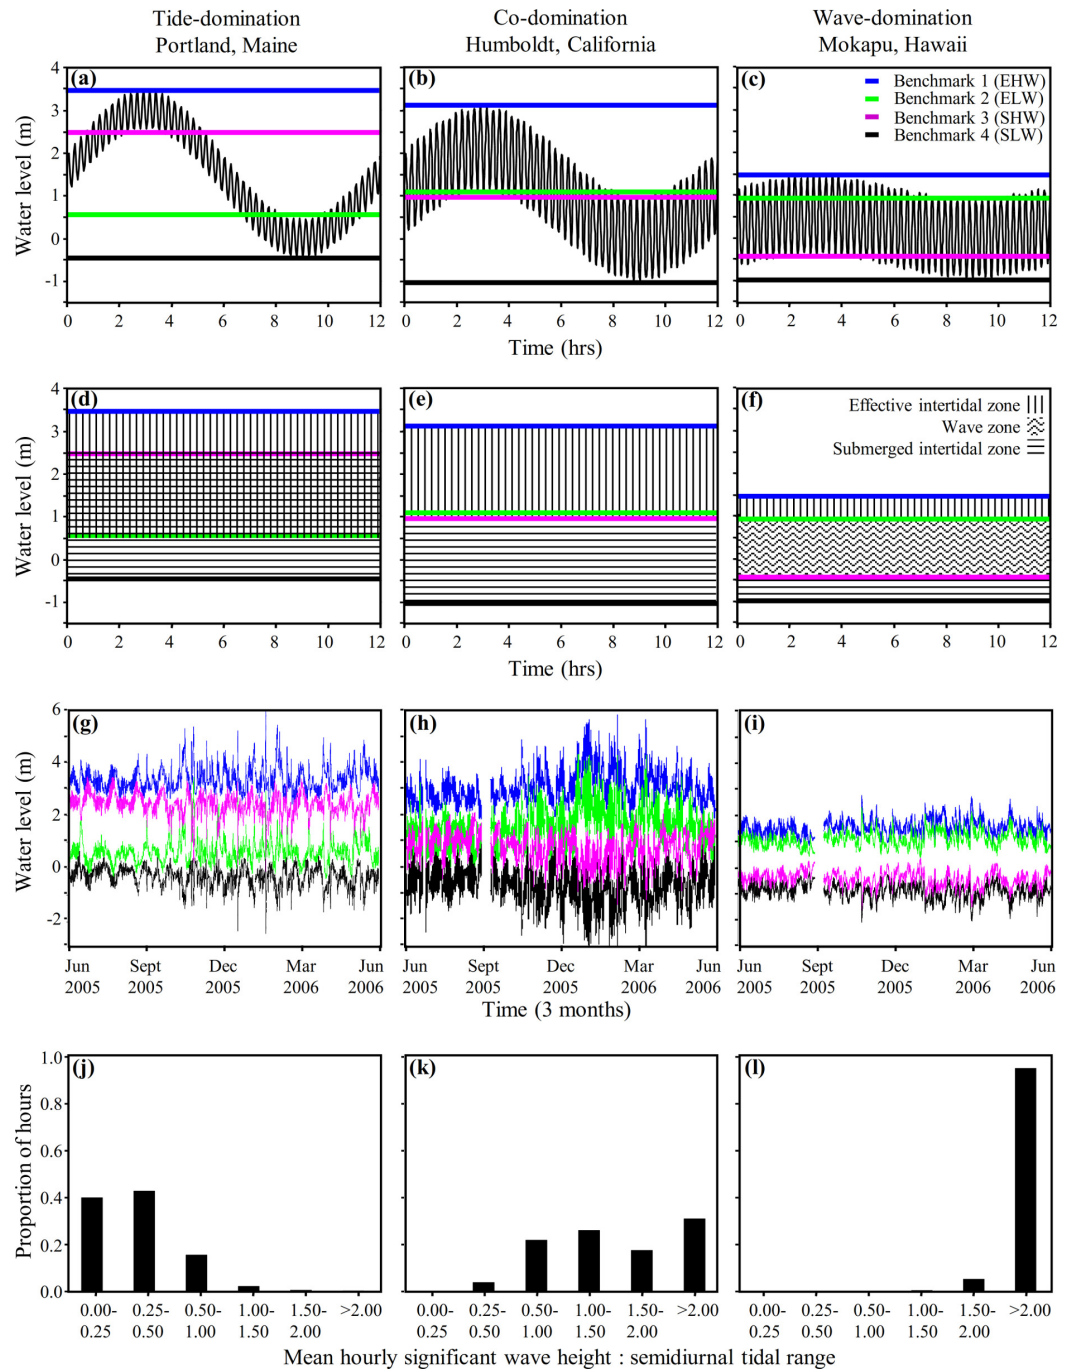 Tide-domination
Portland, Maine
Co-domination
Humboldt, California
Wave-domination
Mokapu, Hawaii
Water level (m)
4
3
2
1
0
-1
(a)
0 2 4 6 8 10 12
(b)
0 2 4 6 8 10 12
(c)
Benchmark 1 (EHW)
Benchmark 2 (ELW)
Benchmark 3 (SHW)
Benchmark 4 (SLW)
0 2 4 6 8 10 12
Time (hrs)
Water level (m)
4
3
2
1
0
-1
(d)
0 2 4 6 8 10 12
(e)
0 2 4 6 8 10 12
(f)
Effective intertidal zone
Wave zone
Submerged intertidal zone
0 2 4 6 8 10 12
Time (hrs)
Water level (m)
6
4
2
0
-2
(g)
Jun Sept Dec Mar Jun
2005 2005 2005 2006 2006
(h)
Jun Sept Dec Mar Jun
2005 2005 2005 2006 2006
(i)
Jun Sept Dec Mar Jun
2005 2005 2005 2006 2006
Time (3 months)
Proportion of hours
1.0
0.8
0.6
0.4
0.2
0.0
(j)
0.00- 0.25- 0.50- 1.00- 1.50- >2.00
0.25 0.50 1.00 1.50 2.00
(k)
0.00- 0.25- 0.50- 1.00- 1.50- >2.00
0.25 0.50 1.00 1.50 2.00
(l)
0.00- 0.25- 0.50- 1.00- 1.50- >2.00
0.25 0.50 1.00 1.50 2.00
Mean hourly significant wave height : semidiurnal tidal range